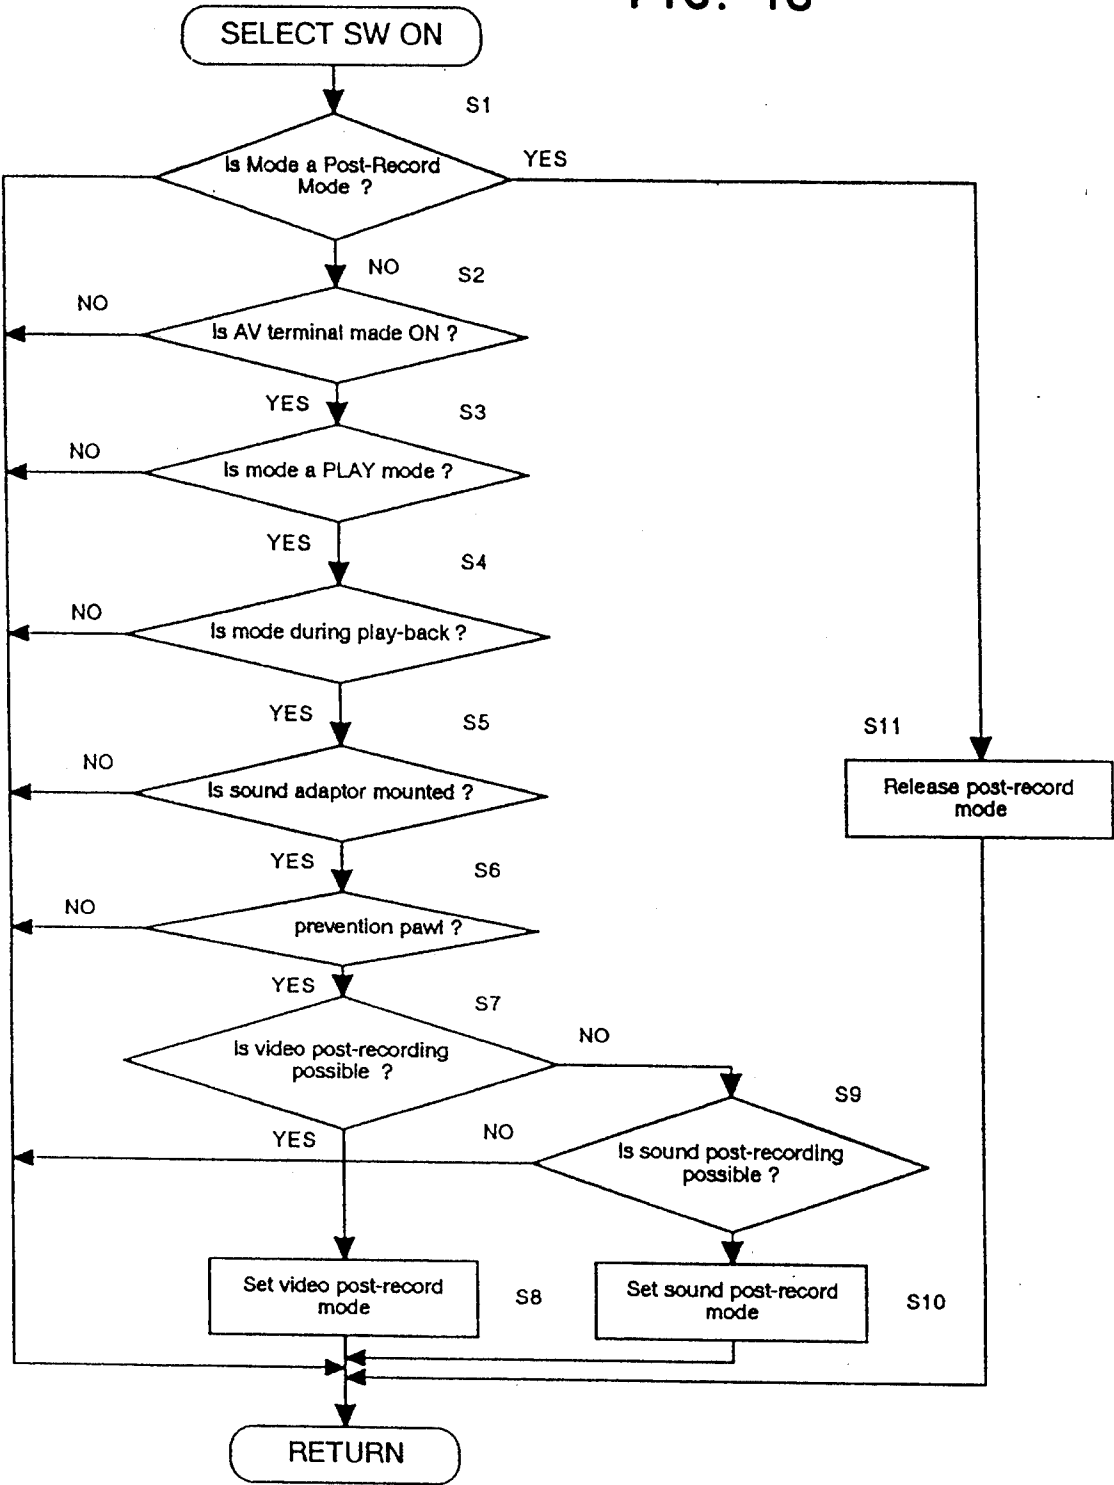 SELECT SW ON
S1
Is Mode a Post-Record
Mode ?
YES
NO
S2
NO
Is AV terminal made ON ?
YES
S3
NO
Is mode a PLAY mode ?
YES
S4
NO
Is mode during play-back ?
YES
S5
NO
Is sound adaptor mounted ?
S11
Release post-record
mode
YES
S6
NO
prevention pawl ?
YES
S7
Is video post-recording
possible ?
NO
S9
YES
NO
Is sound post-recording
possible ?
Set video post-record
mode
S8
Set sound post-record
mode
S10
RETURN